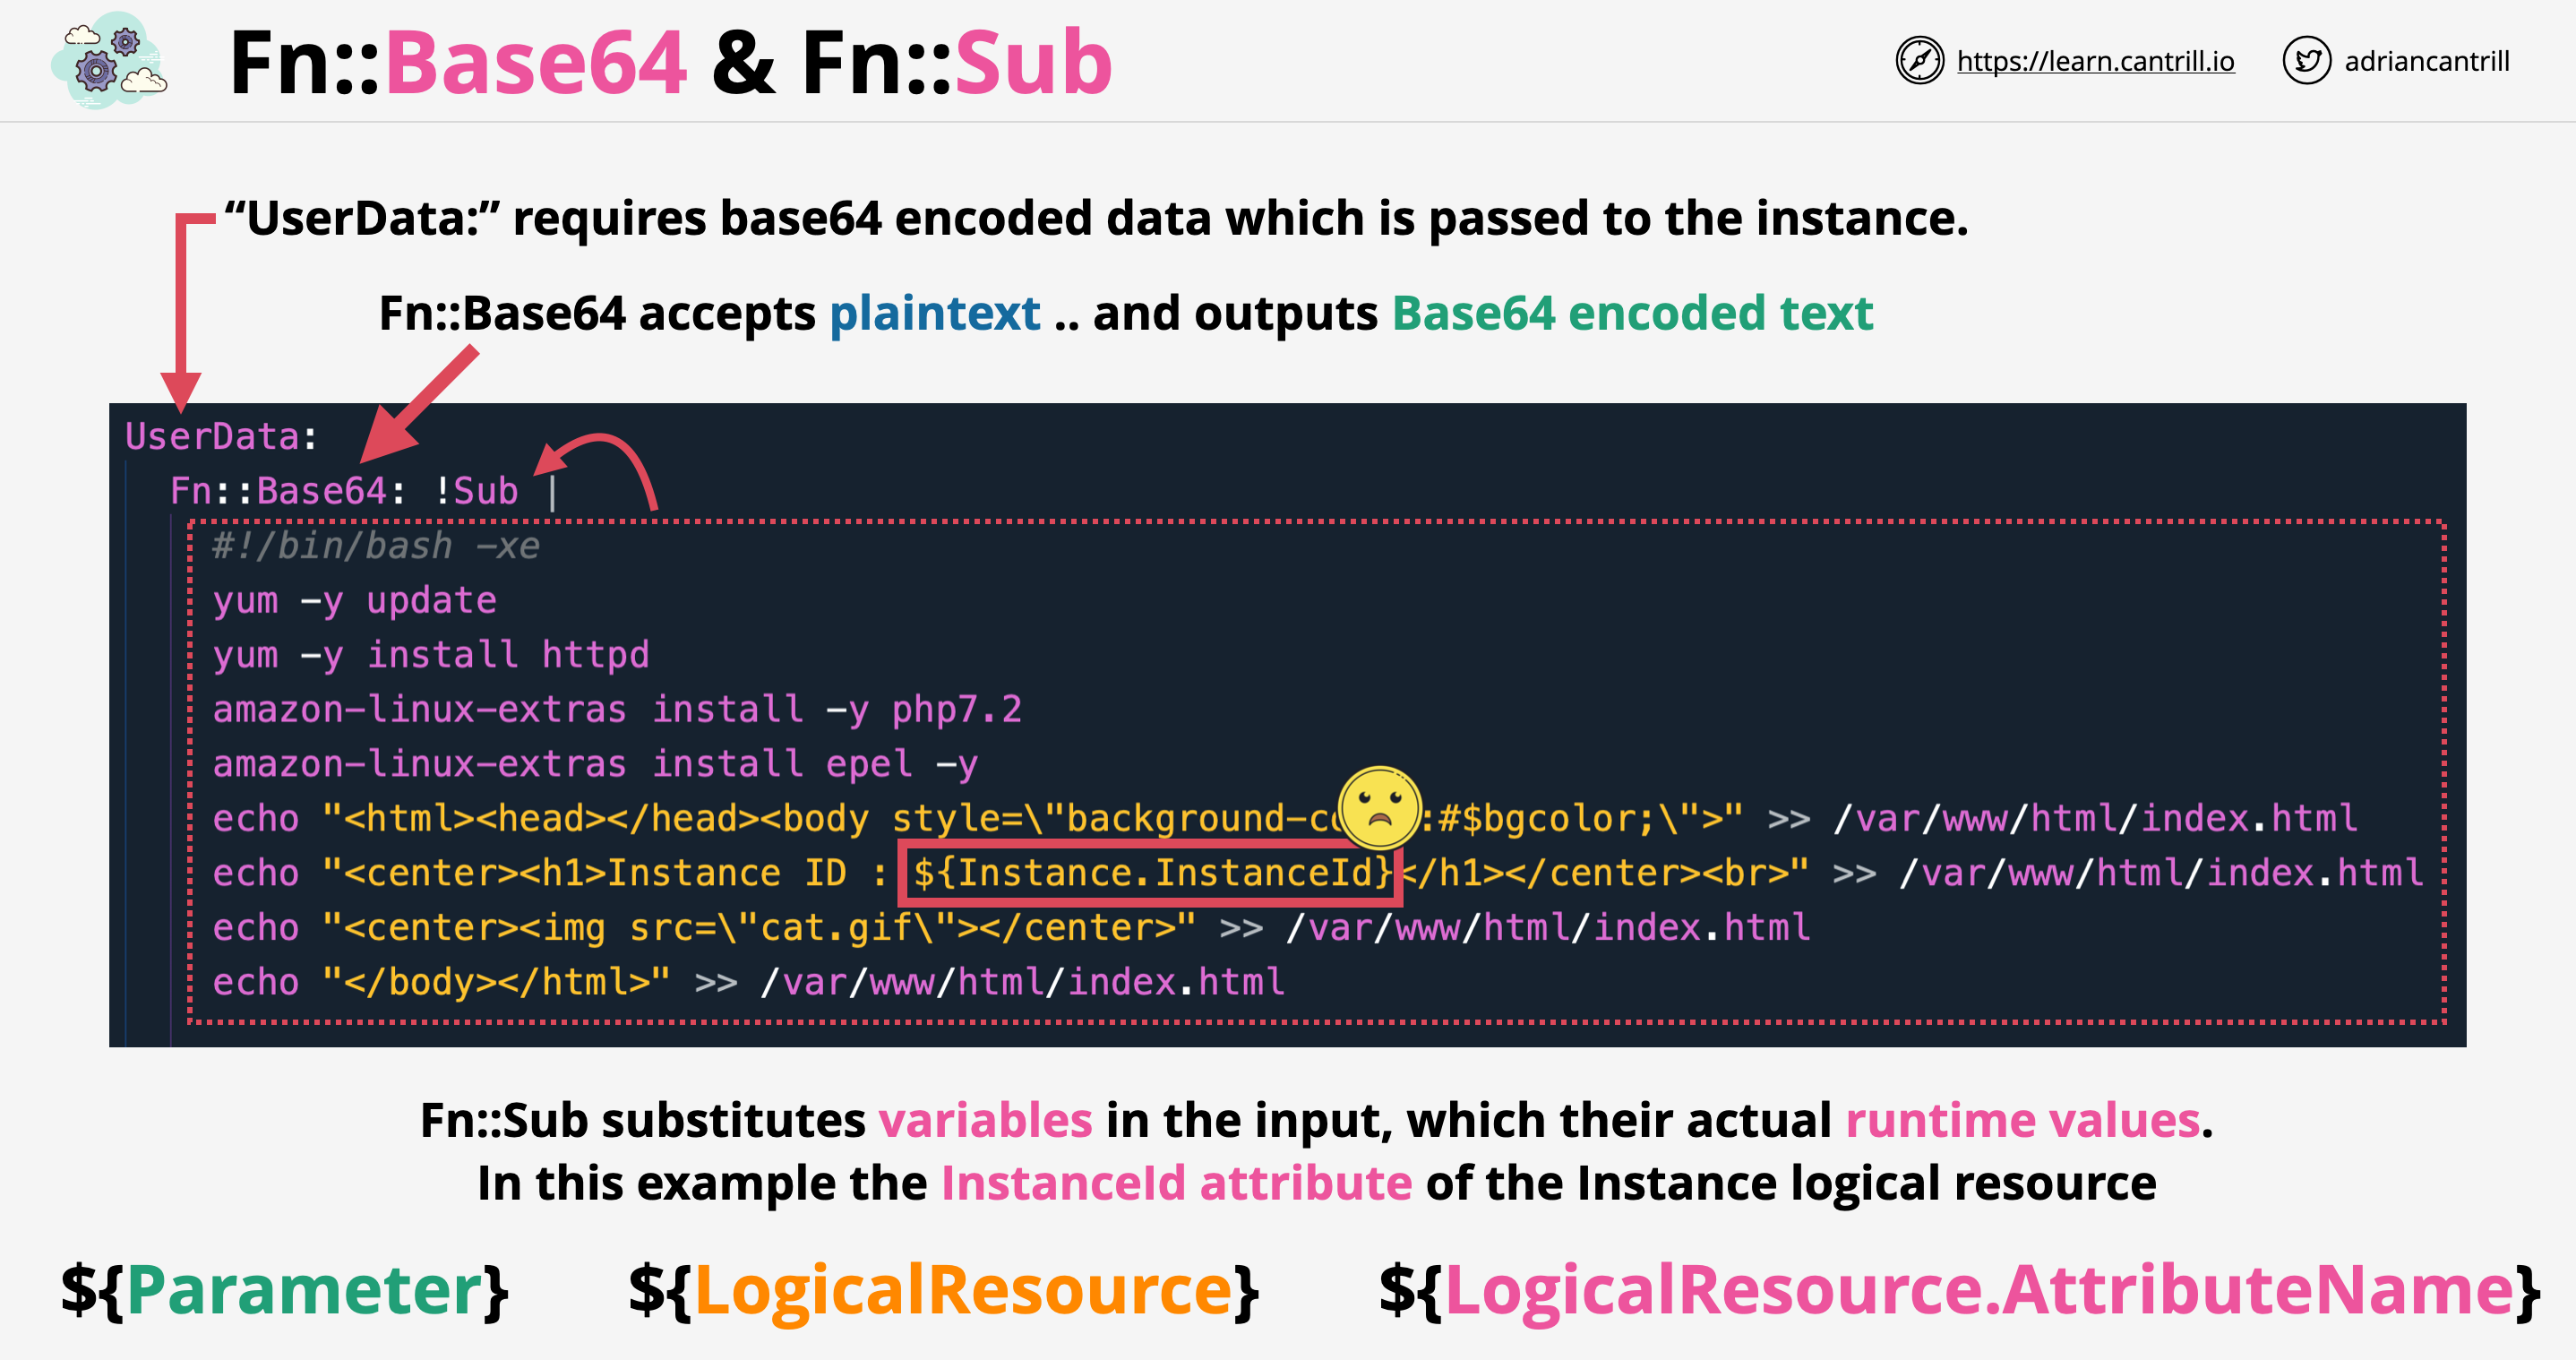 Fn::Base64 & Fn::Sub
https://learn.cantrill.io
adriancantrill
“UserData:” requires base64 encoded data which is passed to the instance.
Fn::Base64 accepts plaintext .. and outputs Base64 encoded text
UserData:
Fn::Base64: !Sub |
#!/bin/bash -xe
yum -y update
yum -y install httpd
amazon-linux-extras install -y php7.2
amazon-linux-extras install epel -y
echo "<html><head></head><body style=\"background-c :#$bgcolor;\">" >> /var/www/html/index.html
echo "<center><h1>Instance ID : ${Instance.InstanceId}</h1></center><br>" >> /var/www/html/index.html
echo "<center><img src=\"cat.gif\"></center>" >> /var/www/html/index.html
echo "</body></html>" >> /var/www/html/index.html
Fn::Sub substitutes variables in the input, which their actual runtime values.
In this example the InstanceId attribute of the Instance logical resource
${Parameter} ${LogicalResource} ${LogicalResource.AttributeName}